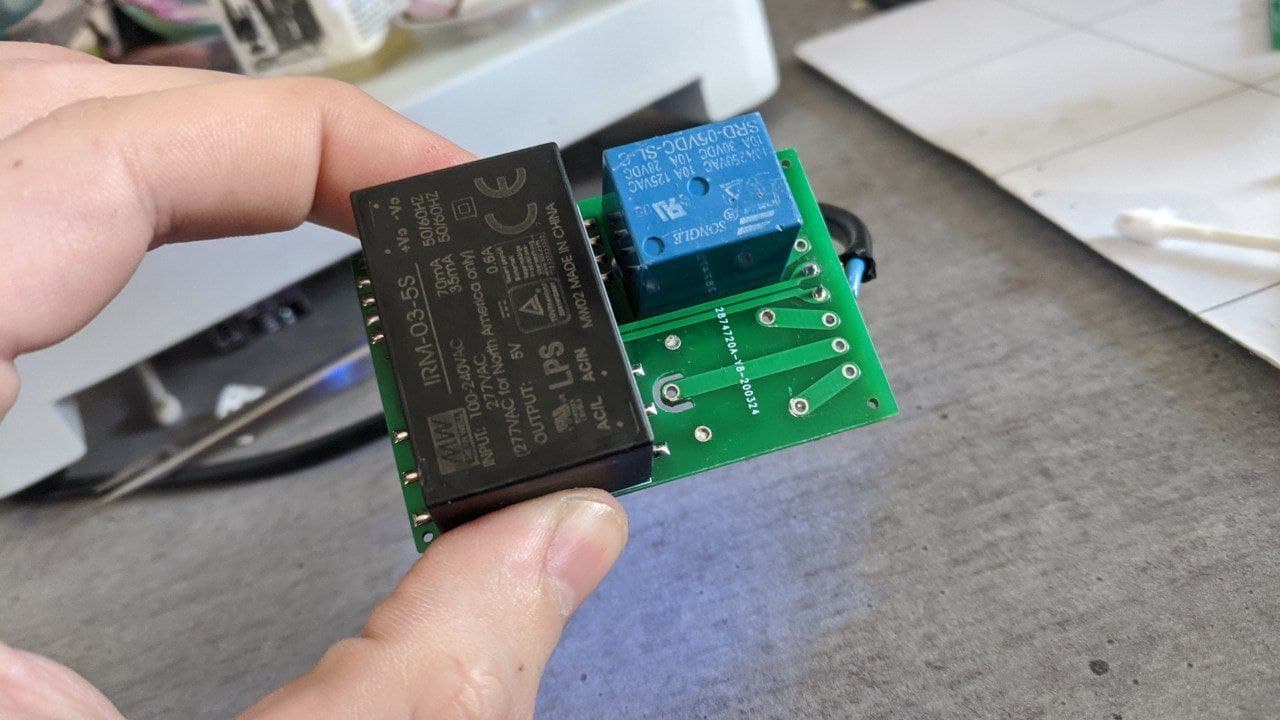 MW
IRM-03-5S
INPUT: 100-240VAC 70mA 50/60HZ
277VAC 35mA 50/60HZ
(277VAC for North America only)
OUTPUT: 5V ⎓ 0.6A
LPS
CE
AC/L
AC/N
+Vo
-Vo
MW02 MADE IN CHINA
SONGLE
10A 250VAC 10A 125VAC
10A 30VDC 10A 28VDC
SRD-05VDC-SL-C
2874720A-Y8-200324